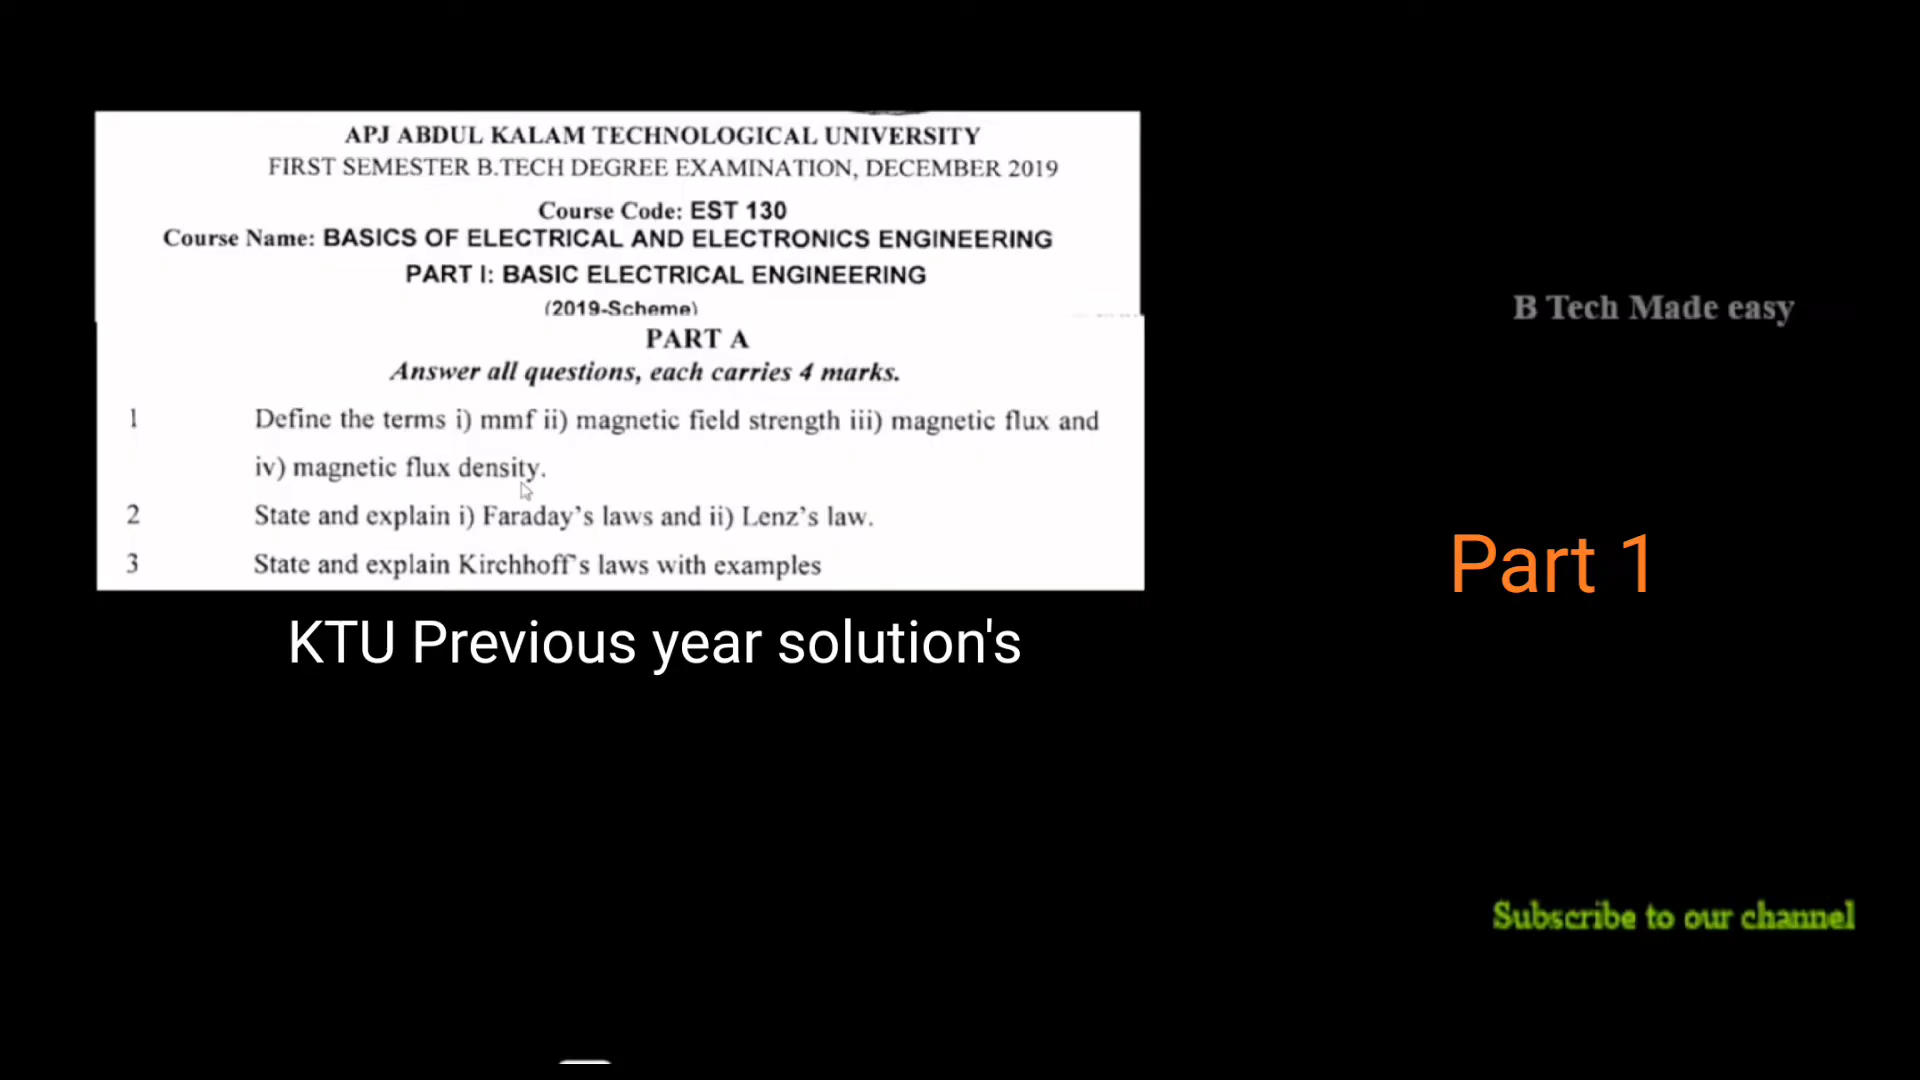 APJ ABDUL KALAM TECHNOLOGICAL UNIVERSITY
FIRST SEMESTER B.TECH DEGREE EXAMINATION, DECEMBER 2019
Course Code: EST 130
Course Name: BASICS OF ELECTRICAL AND ELECTRONICS ENGINEERING
PART I: BASIC ELECTRICAL ENGINEERING
(2019-Scheme)
PART A
Answer all questions, each carries 4 marks.
1 Define the terms i) mmf ii) magnetic field strength iii) magnetic flux and
iv) magnetic flux density.
2 State and explain i) Faraday's laws and ii) Lenz's law.
3 State and explain Kirchhoff's laws with examples
KTU Previous year solution's
B Tech Made easy
Part 1
Subscribe to our channel